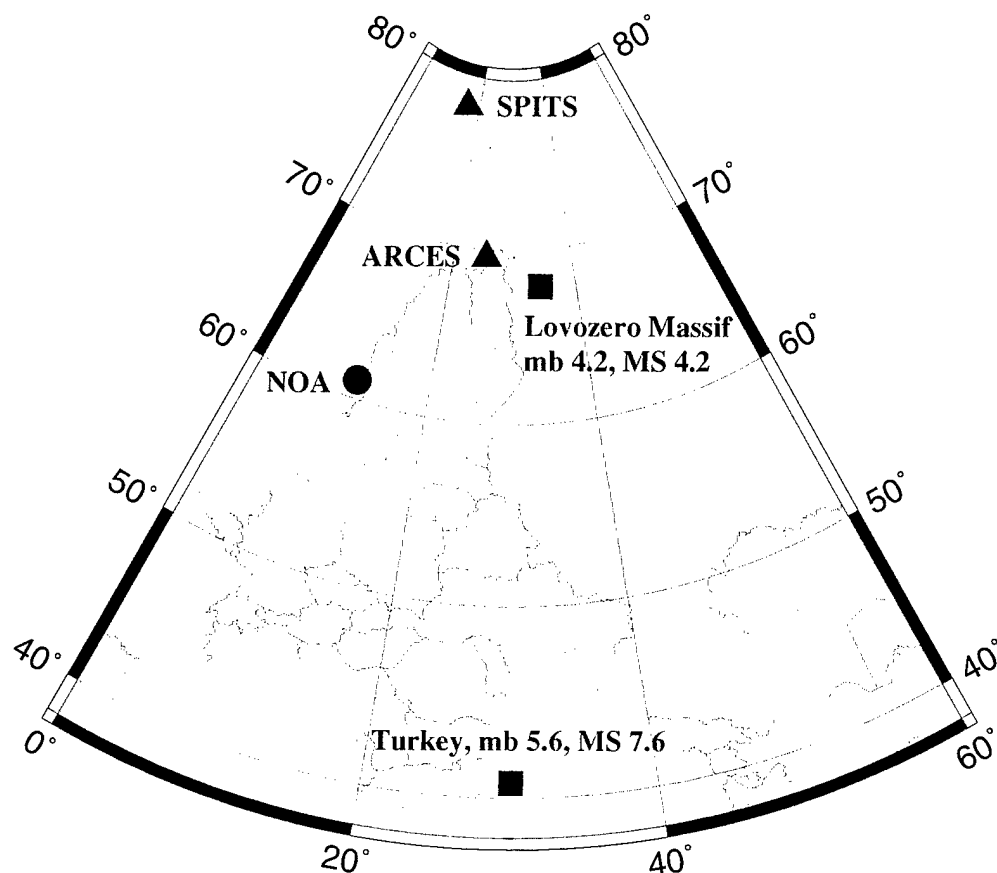 80° 80°
SPITS
70° 70°
ARCES
Lovozero Massif
mb 4.2, MS 4.2
60° 60°
NOA
50° 50°
40° 40°
Turkey, mb 5.6, MS 7.6
0° 60°
20° 40°